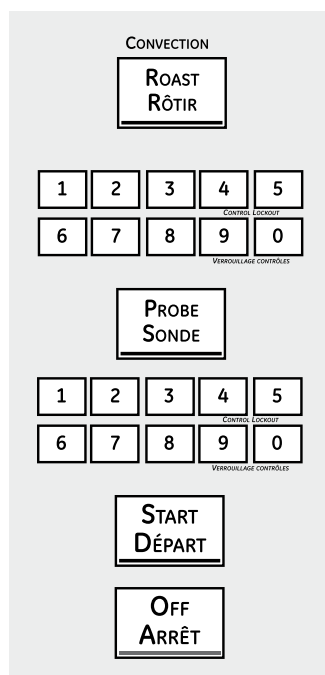 CONVECTION
ROAST
RÔTIR
1 2 3 4 5
CONTROL LOCKOUT
6 7 8 9 0
VERROUILLAGE CONTRÔLES
PROBE
SONDE
1 2 3 4 5
CONTROL LOCKOUT
6 7 8 9 0
VERROUILLAGE CONTRÔLES
START
DÉPART
OFF
ARRÊT